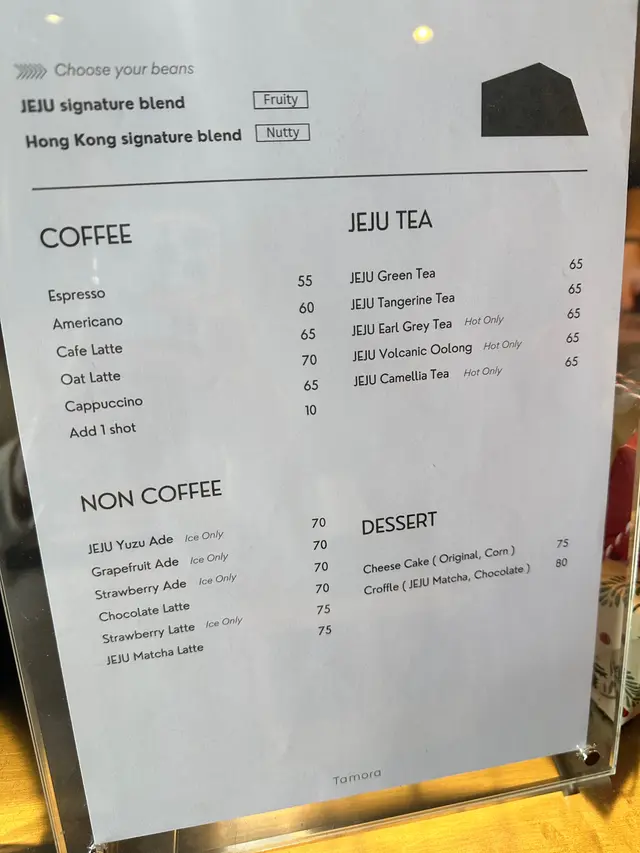 Choose your beans
JEJU signature blend Fruity
Hong Kong signature blend Nutty
COFFEE
Espresso 55
Americano 60
Cafe Latte 65
Oat Latte 70
Cappuccino 65
Add 1 shot 10
JEJU TEA
JEJU Green Tea 65
JEJU Tangerine Tea 65
JEJU Earl Grey Tea Hot Only 65
JEJU Volcanic Oolong Hot Only 65
JEJU Camellia Tea Hot Only 65
NON COFFEE
JEJU Yuzu Ade Ice Only 70
Grapefruit Ade Ice Only 70
Strawberry Ade Ice Only 70
Chocolate Latte 70
Strawberry Latte Ice Only 75
JEJU Matcha Latte 75
DESSERT
Cheese Cake ( Original, Corn ) 75
Croffle ( JEJU Matcha, Chocolate ) 80
Tamora